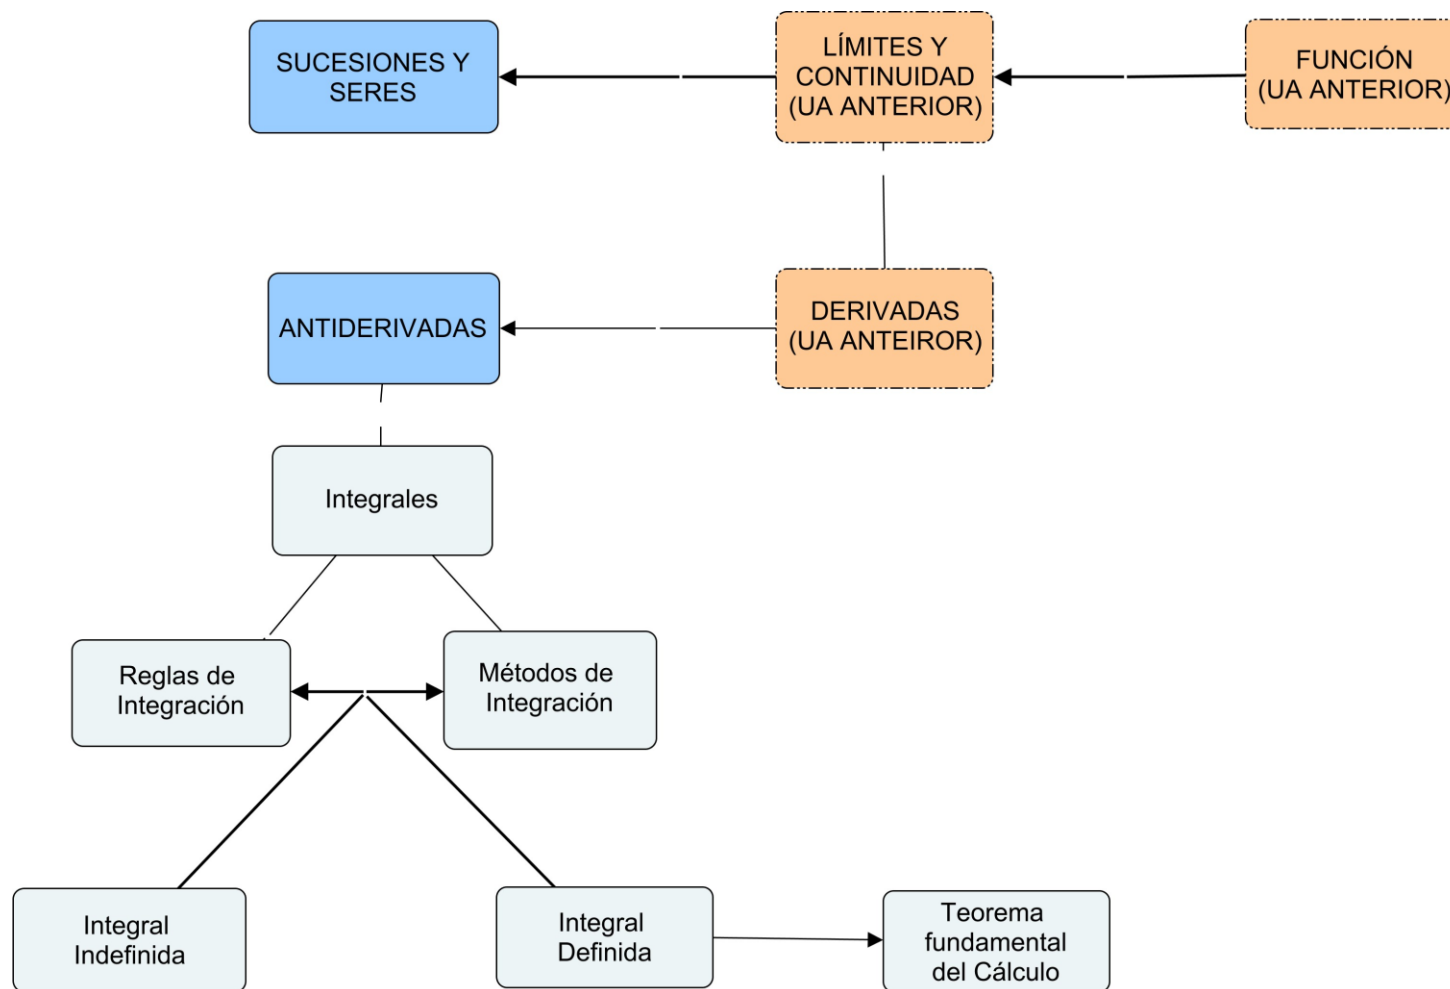 SUCESIONES Y
SERES
LÍMITES Y
CONTINUIDAD
(UA ANTERIOR)
FUNCIÓN
(UA ANTERIOR)
ANTIDERIVADAS
DERIVADAS
(UA ANTEIROR)
Integrales
Reglas de
Integración
Métodos de
Integración
Integral
Indefinida
Integral
Definida
Teorema
fundamental
del Cálculo